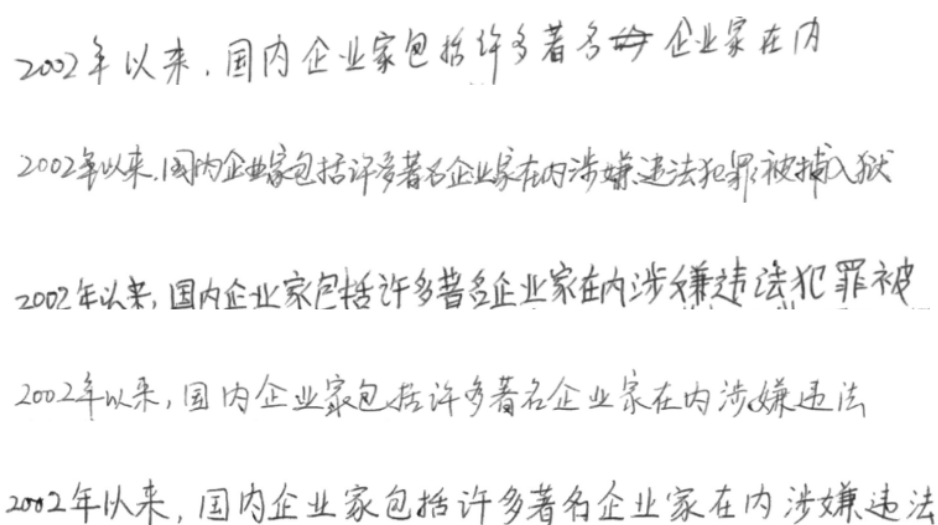 2002年以来，国内企业家包括许多著名企业家在内
2002年以来，国内企业家包括许多著名企业家在内涉嫌违法犯罪被捕入狱
2002年以来，国内企业家包括许多著名企业家在内涉嫌违法犯罪被
2002年以来，国内企业家包括许多著名企业家在内涉嫌违法
2002年以来，国内企业家包括许多著名企业家在内涉嫌违法